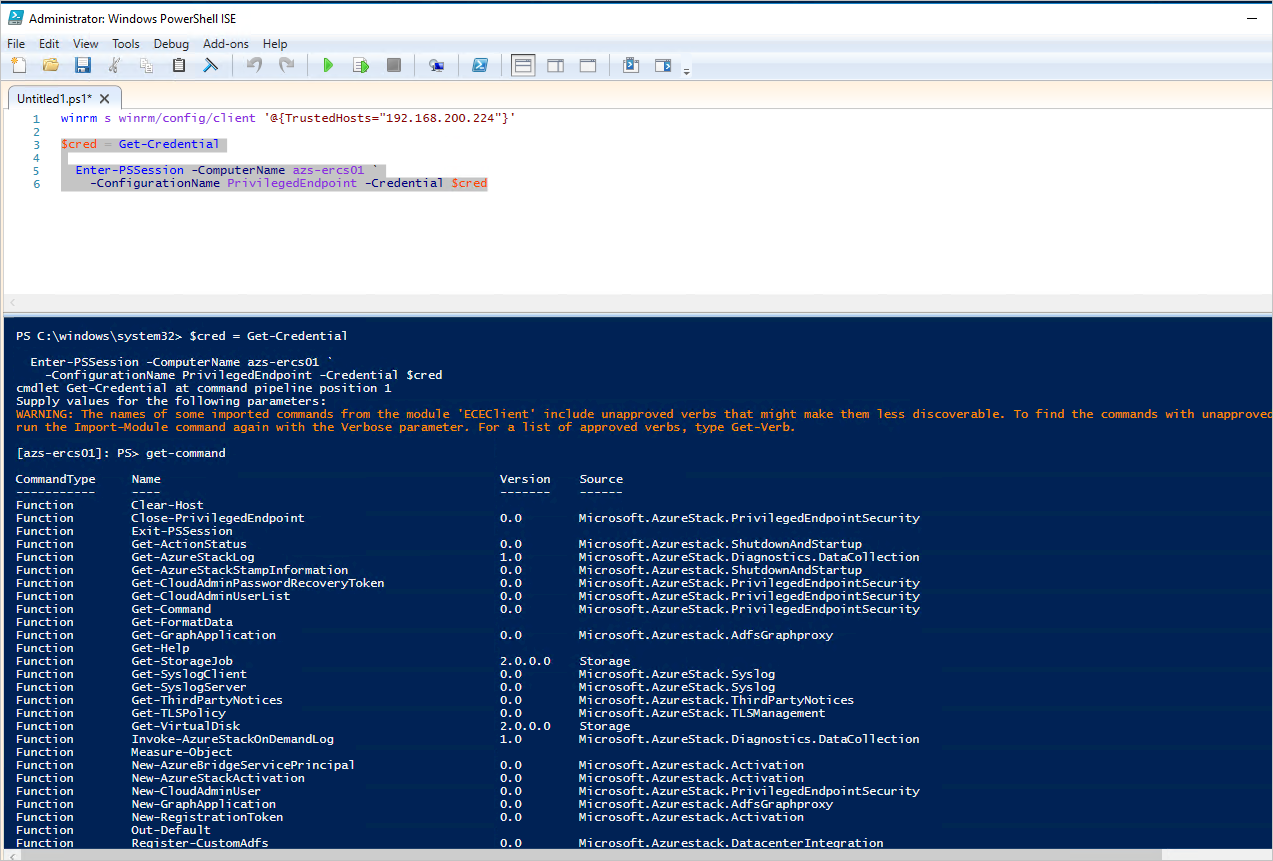 Administrator: Windows PowerShell ISE
File Edit View Tools Debug Add-ons Help
Untitled1.ps1*
1 winrm s winrm/config/client '@{TrustedHosts="192.168.200.224"}'
2
3 $cred = Get-Credential
4
5 Enter-PSSession -ComputerName azs-ercs01 `
6 -ConfigurationName PrivilegedEndpoint -Credential $cred
PS C:\windows\system32> $cred = Get-Credential
Enter-PSSession -ComputerName azs-ercs01 `
-ConfigurationName PrivilegedEndpoint -Credential $cred
cmdlet Get-Credential at command pipeline position 1
Supply values for the following parameters:
WARNING: The names of some imported commands from the module 'ECEClient' include unapproved verbs that might make them less discoverable. To find the commands with unapproved
run the Import-Module command again with the Verbose parameter. For a list of approved verbs, type Get-Verb.
[azs-ercs01]: PS> get-command
CommandType Name Version Source
----------- ---- ------- ------
Function Clear-Host
Function Close-PrivilegedEndpoint 0.0 Microsoft.AzureStack.PrivilegedEndpointSecurity
Function Exit-PSSession
Function Get-ActionStatus 0.0 Microsoft.Azurestack.ShutdownAndStartup
Function Get-AzureStackLog 1.0 Microsoft.Azurestack.Diagnostics.DataCollection
Function Get-AzureStackStampInformation 0.0 Microsoft.Azurestack.ShutdownAndStartup
Function Get-CloudAdminPasswordRecoveryToken 0.0 Microsoft.AzureStack.PrivilegedEndpointSecurity
Function Get-CloudAdminUserList 0.0 Microsoft.AzureStack.PrivilegedEndpointSecurity
Function Get-Command 0.0 Microsoft.AzureStack.PrivilegedEndpointSecurity
Function Get-FormatData
Function Get-GraphApplication 0.0 Microsoft.Azurestack.AdfsGraphproxy
Function Get-Help
Function Get-StorageJob 2.0.0.0 Storage
Function Get-SyslogClient 0.0 Microsoft.AzureStack.Syslog
Function Get-SyslogServer 0.0 Microsoft.AzureStack.Syslog
Function Get-ThirdPartyNotices 0.0 Microsoft.Azurestack.ThirdPartyNotices
Function Get-TLSPolicy 0.0 Microsoft.AzureStack.TLSManagement
Function Get-VirtualDisk 2.0.0.0 Storage
Function Invoke-AzureStackOnDemandLog 1.0 Microsoft.Azurestack.Diagnostics.DataCollection
Function Measure-Object
Function New-AzureBridgeServicePrincipal 0.0 Microsoft.Azurestack.Activation
Function New-AzureStackActivation 0.0 Microsoft.Azurestack.Activation
Function New-CloudAdminUser 0.0 Microsoft.AzureStack.PrivilegedEndpointSecurity
Function New-GraphApplication 0.0 Microsoft.Azurestack.AdfsGraphproxy
Function New-RegistrationToken 0.0 Microsoft.Azurestack.Activation
Function Out-Default
Function Register-CustomAdfs 0.0 Microsoft.Azurestack.DatacenterIntegration